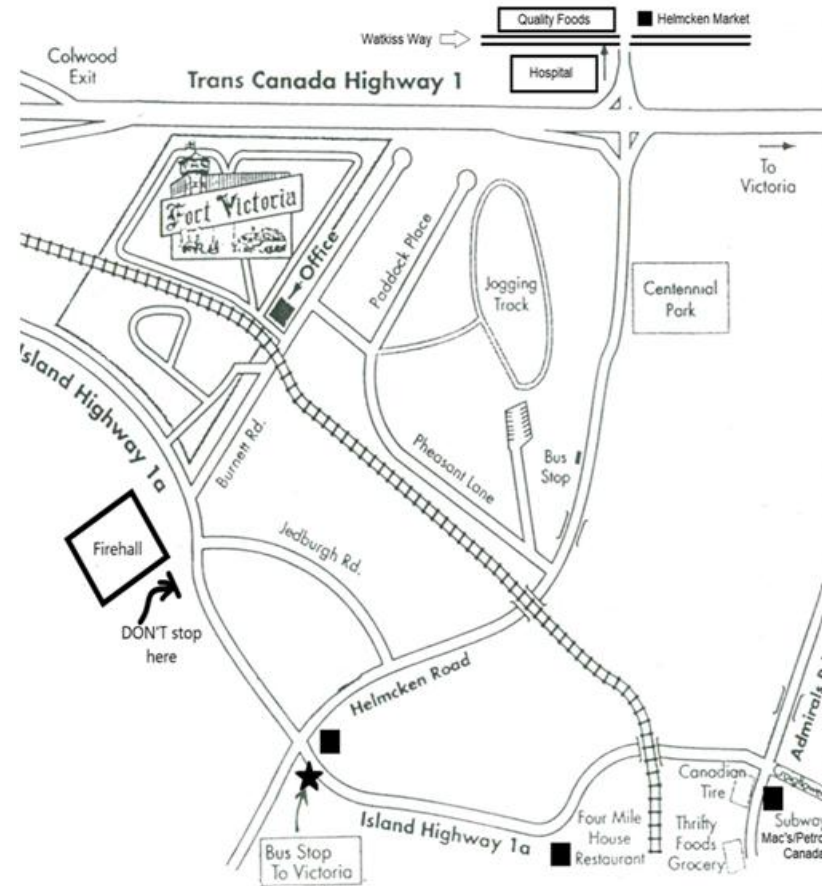 Quality Foods
Helmcken Market
Watkiss Way
Hospital
Colwood
Exit
Trans Canada Highway 1
To
Victoria
Fort Victoria
Office
Paddock Place
Jogging
Track
Centennial
Park
Island Highway 1a
Burnett Rd.
Pheasant Lane
Bus
Stop
Firehall
Jedburgh Rd.
DON'T stop
here
Helmcken Road
Admirals
Canadian
Tire
Island Highway 1a
Four Mile
House
Restaurant
Thrifty
Foods
Grocery
Subway
Mac's/Petro
Canada
Bus Stop
To Victoria